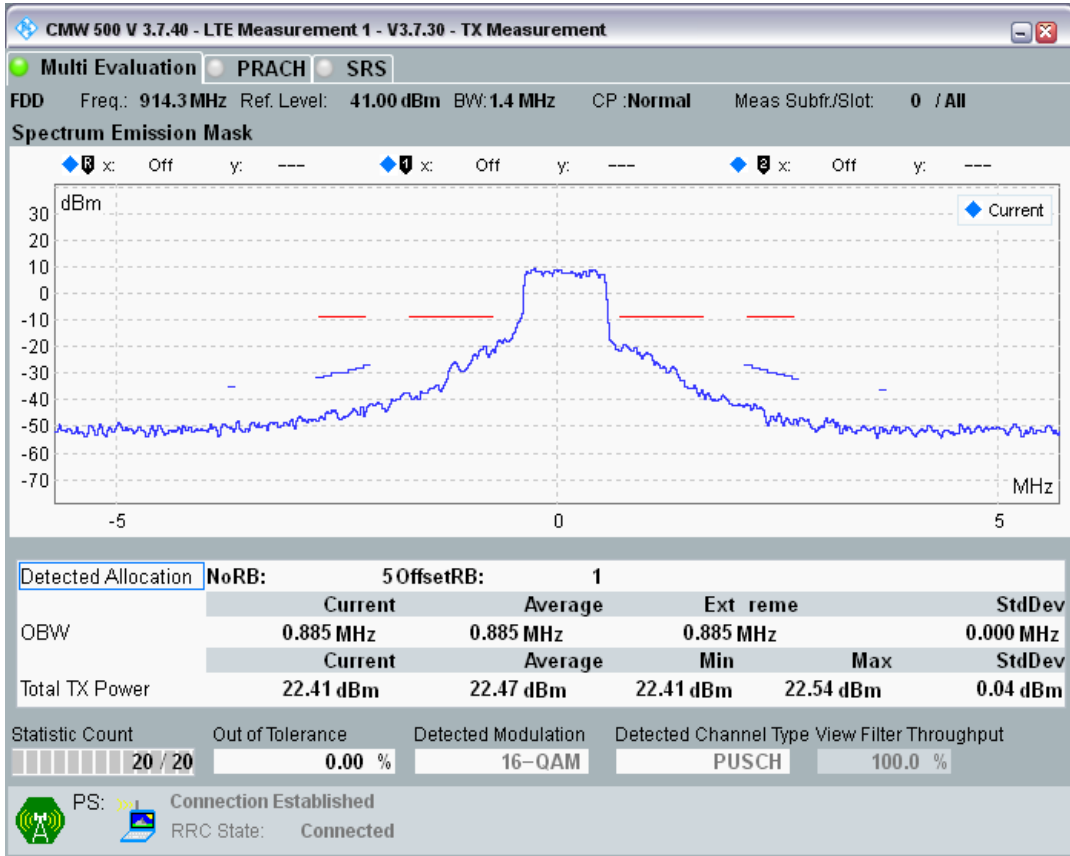 CMW 500 V 3.7.40 - LTE Measurement 1 - V3.7.30 - TX Measurement
Multi Evaluation PRACH SRS
FDD Freq.: 914.3 MHz Ref. Level: 41.00 dBm BW: 1.4 MHz CP :Normal Meas Subfr./Slot: 0 / All
Spectrum Emission Mask
R x: Off y: --- 1 x: Off y: --- 2 x: Off y: ---
dBm
Current
30
20
10
0
-10
-20
-30
-40
-50
-60
-70
MHz
-5 0 5
Detected Allocation NoRB: 5 OffsetRB: 1
Current Average Ext reme StdDev
OBW 0.885 MHz 0.885 MHz 0.885 MHz 0.000 MHz
Current Average Min Max StdDev
Total TX Power 22.41 dBm 22.47 dBm 22.41 dBm 22.54 dBm 0.04 dBm
Statistic Count Out of Tolerance Detected Modulation Detected Channel Type View Filter Throughput
20 / 20 0.00 % 16-QAM PUSCH 100.0 %
PS: Connection Established
RRC State: Connected